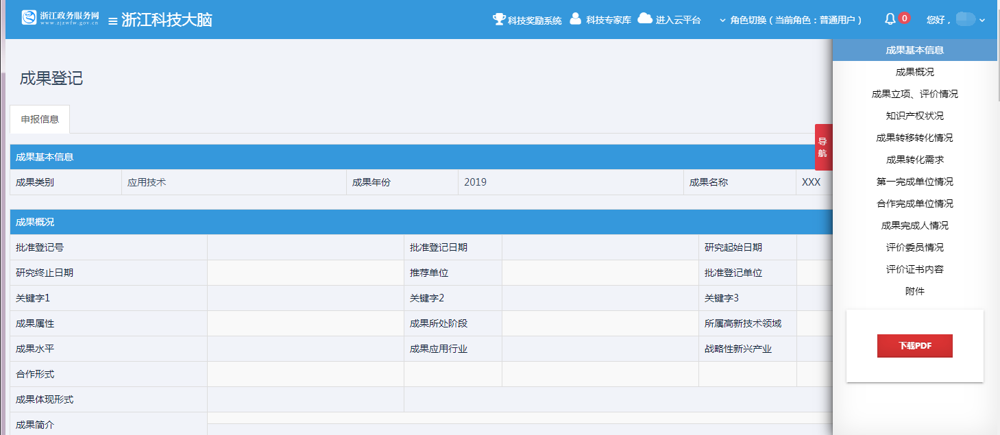 浙江政务服务网
www.zjzwfw.gov.cn
浙江科技大脑
科技奖励系统
科技专家库
进入云平台
角色切换（当前角色：普通用户）
0
您好，
成果登记
申报信息
导航
成果基本信息
成果类别 应用技术 成果年份 2019 成果名称 XXX
成果概况
批准登记号 批准登记日期 研究起始日期
研究终止日期 推荐单位 批准登记单位
关键字1 关键字2 关键字3
成果属性 成果所处阶段 所属高新技术领域
成果水平 成果应用行业 战略性新兴产业
合作形式
成果体现形式
成果简介
成果基本信息
成果概况
成果立项、评价情况
知识产权状况
成果转移转化情况
成果转化需求
第一完成单位情况
合作完成单位情况
成果完成人情况
评价委员情况
评价证书内容
附件
下载PDF